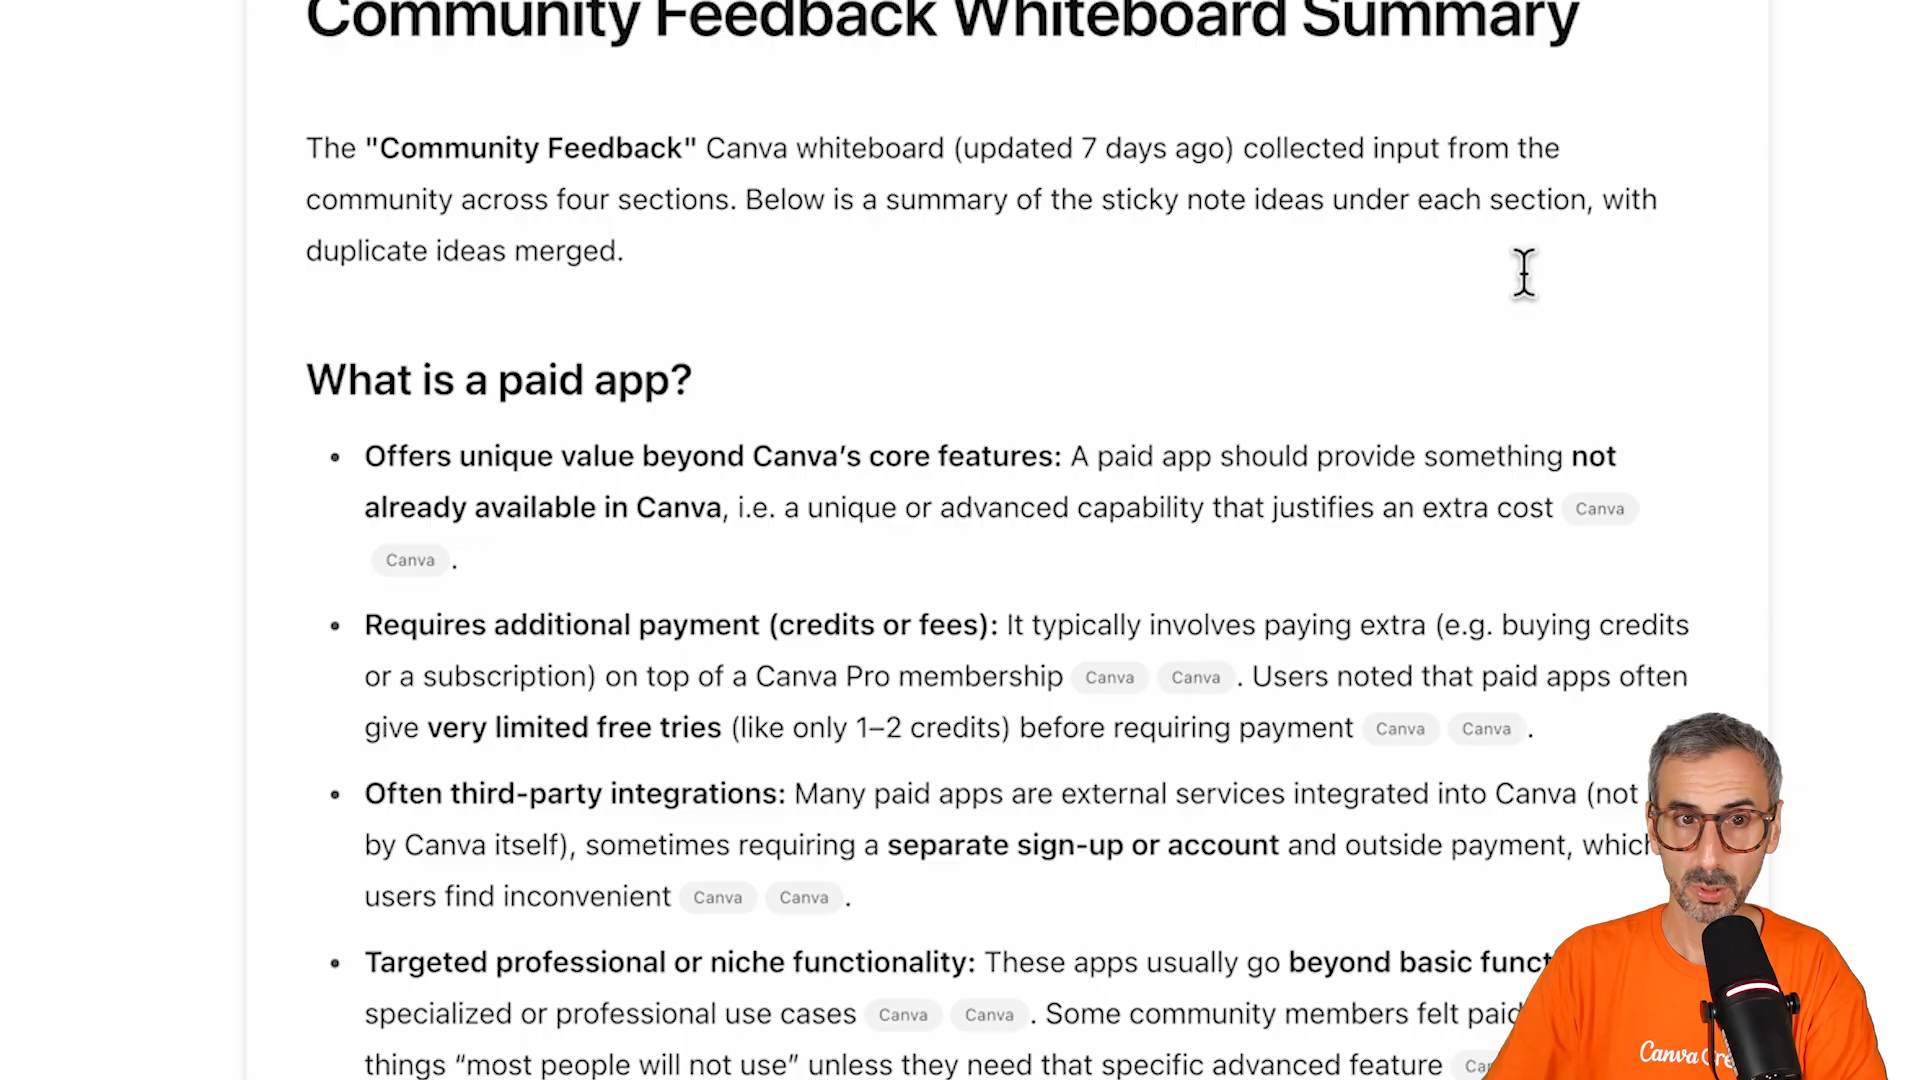 Community Feedback Whiteboard Summary
The "Community Feedback" Canva whiteboard (updated 7 days ago) collected input from the
community across four sections. Below is a summary of the sticky note ideas under each section, with
duplicate ideas merged.
What is a paid app?
• Offers unique value beyond Canva’s core features: A paid app should provide something not
already available in Canva, i.e. a unique or advanced capability that justifies an extra cost Canva
Canva .
• Requires additional payment (credits or fees): It typically involves paying extra (e.g. buying credits
or a subscription) on top of a Canva Pro membership Canva Canva . Users noted that paid apps often
give very limited free tries (like only 1–2 credits) before requiring payment Canva Canva .
• Often third-party integrations: Many paid apps are external services integrated into Canva (not
by Canva itself), sometimes requiring a separate sign-up or account and outside payment, which
users find inconvenient Canva Canva .
• Targeted professional or niche functionality: These apps usually go beyond basic
specialized or professional use cases Canva Canva . Some community members felt paid
things “most people will not use” unless they need that specific advanced feature
Canva